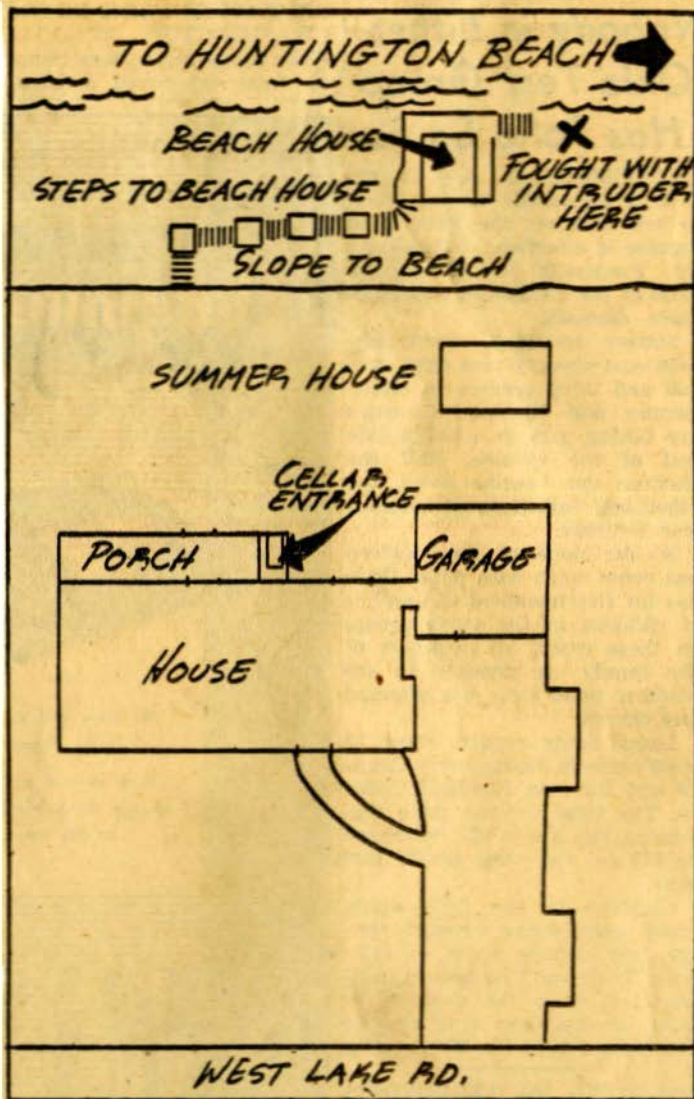 TO HUNTINGTON BEACH
BEACH HOUSE
FOUGHT WITH
INTRUDER
HERE
STEPS TO BEACH HOUSE
SLOPE TO BEACH
SUMMER HOUSE
CELLAR
ENTRANCE
PORCH
GARAGE
HOUSE
WEST LAKE RD.